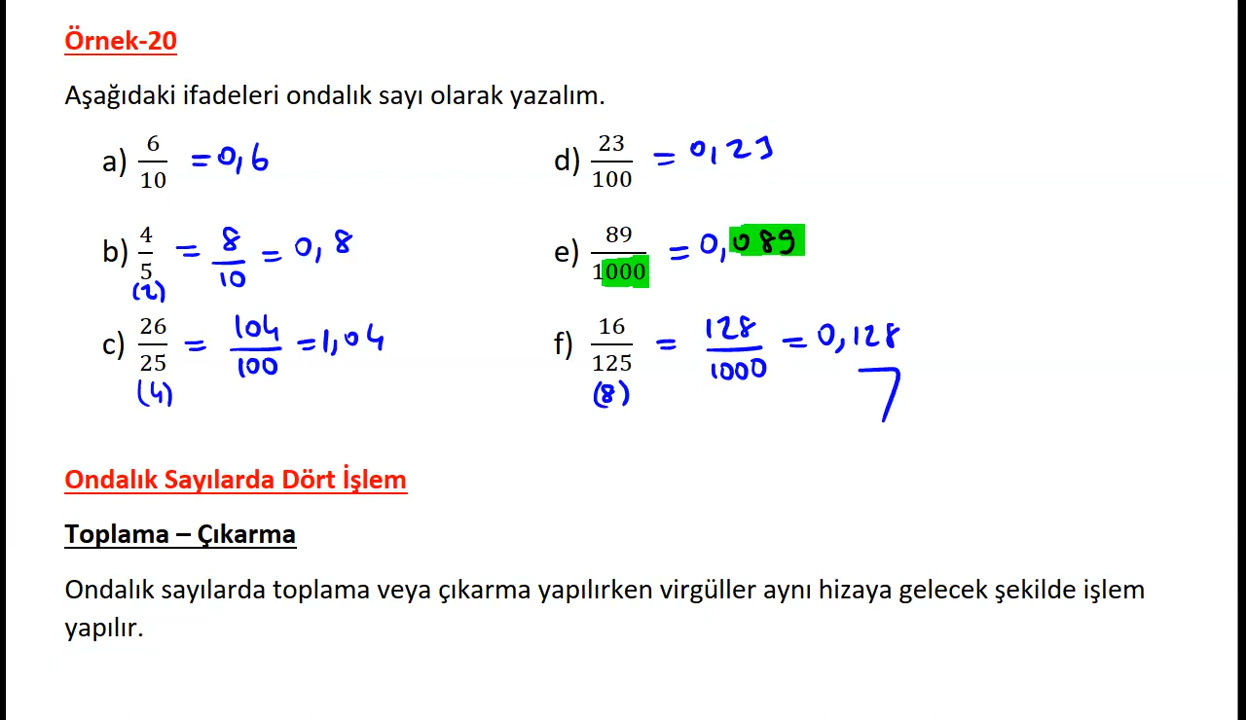 Örnek-20
Aşağıdaki ifadeleri ondalık sayı olarak yazalım.
a) 6/10 = 0,6
b) 4/5 (2) = 8/10 = 0,8
c) 26/25 (4) = 104/100 = 1,04
d) 23/100 = 0,23
e) 89/1000 = 0,089
f) 16/125 (8) = 128/1000 = 0,128
Ondalık Sayılarda Dört İşlem
Toplama – Çıkarma
Ondalık sayılarda toplama veya çıkarma yapılırken virgüller aynı hizaya gelecek şekilde işlem
yapılır.